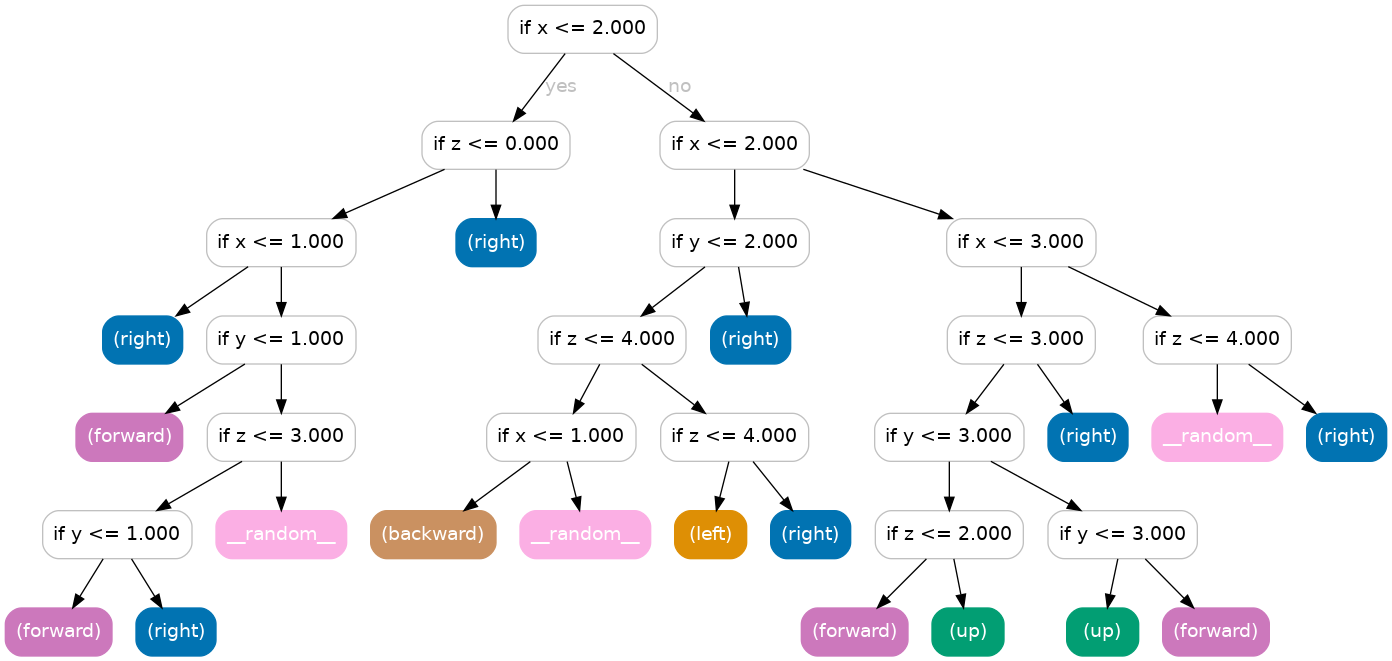 if x <= 2.000
yes
no
if z <= 0.000
if x <= 2.000
if x <= 1.000
(right)
if y <= 2.000
if x <= 3.000
(right)
if y <= 1.000
if z <= 4.000
(right)
if z <= 3.000
if z <= 4.000
(forward)
if z <= 3.000
if x <= 1.000
if z <= 4.000
if y <= 3.000
(right)
__random__
(right)
if y <= 1.000
__random__
(backward)
__random__
(left)
(right)
if z <= 2.000
if y <= 3.000
(forward)
(right)
(forward)
(up)
(up)
(forward)